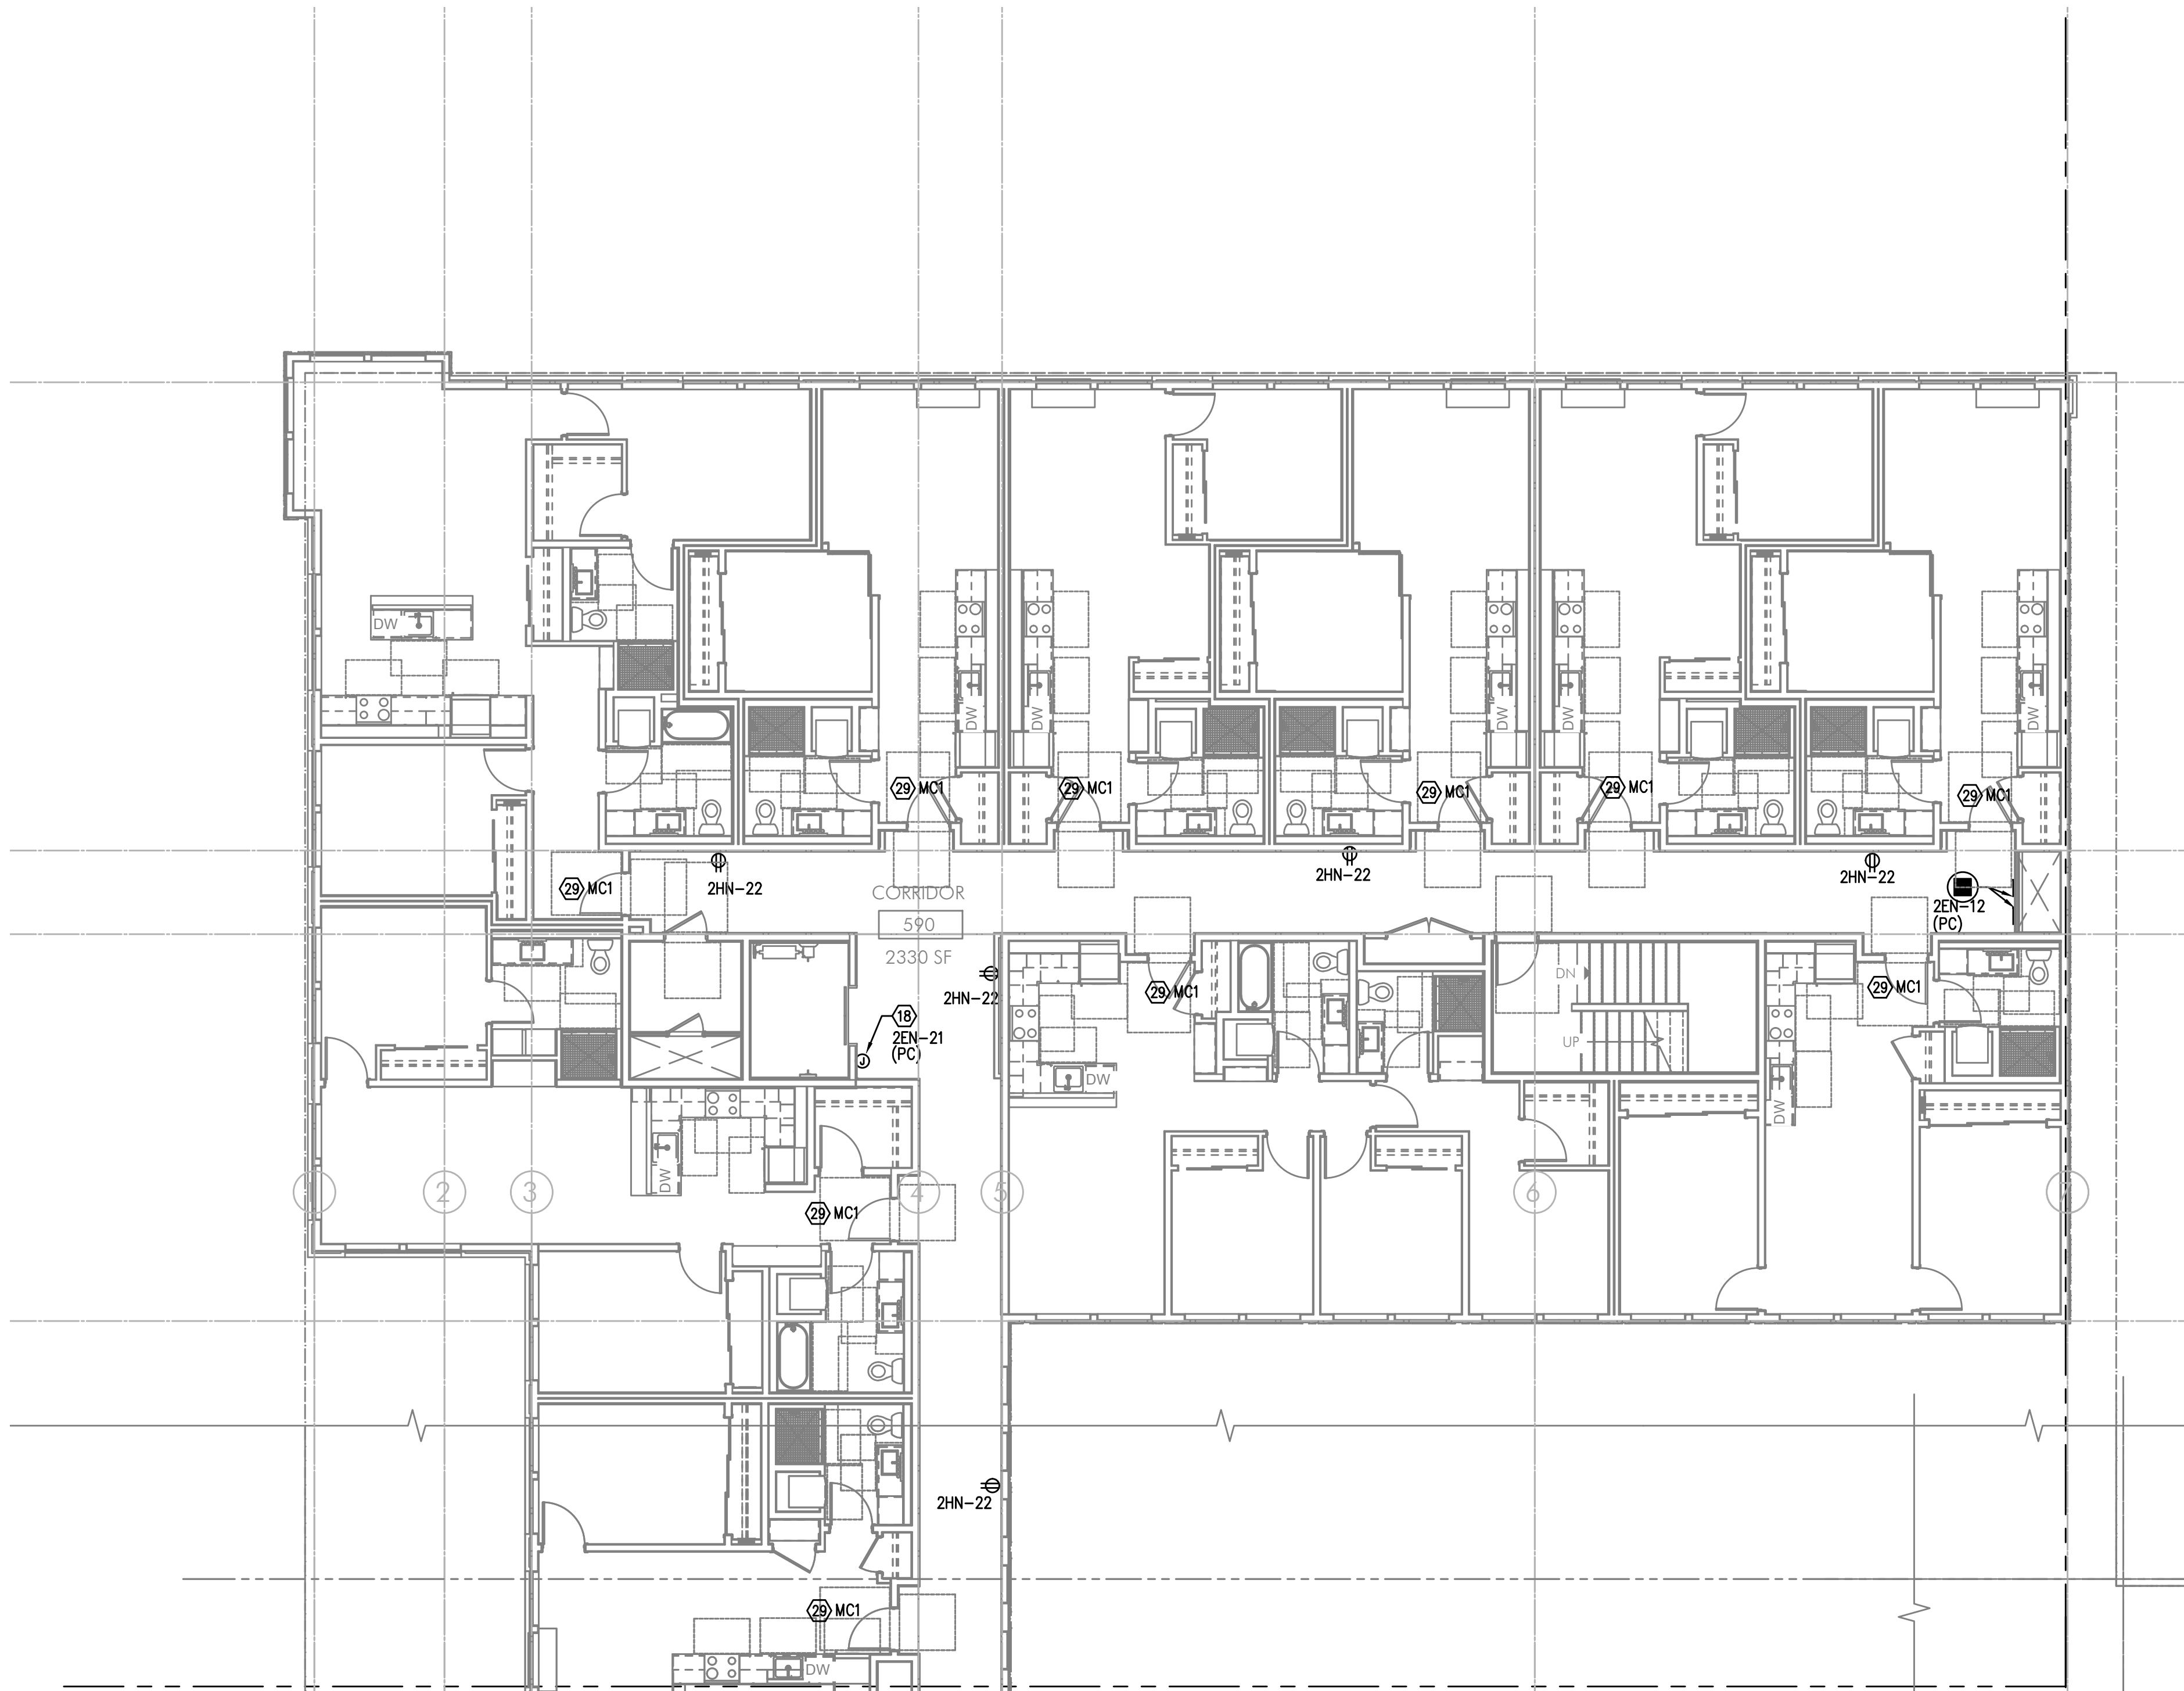 DW
DW
DW
DW
DW
DW
29 MC1
29 MC1
29 MC1
29 MC1
29 MC1
29 MC1
2HN-22
2HN-22
2HN-22
CORRIDOR
590
2330 SF
2EN-12
(PC)
2HN-22
29 MC1
29 MC1
DN
UP
18
2EN-21
(PC)
J
DW
DW
DW
1
2
3
4
5
6
7
29 MC1
2HN-22
29 MC1
DW